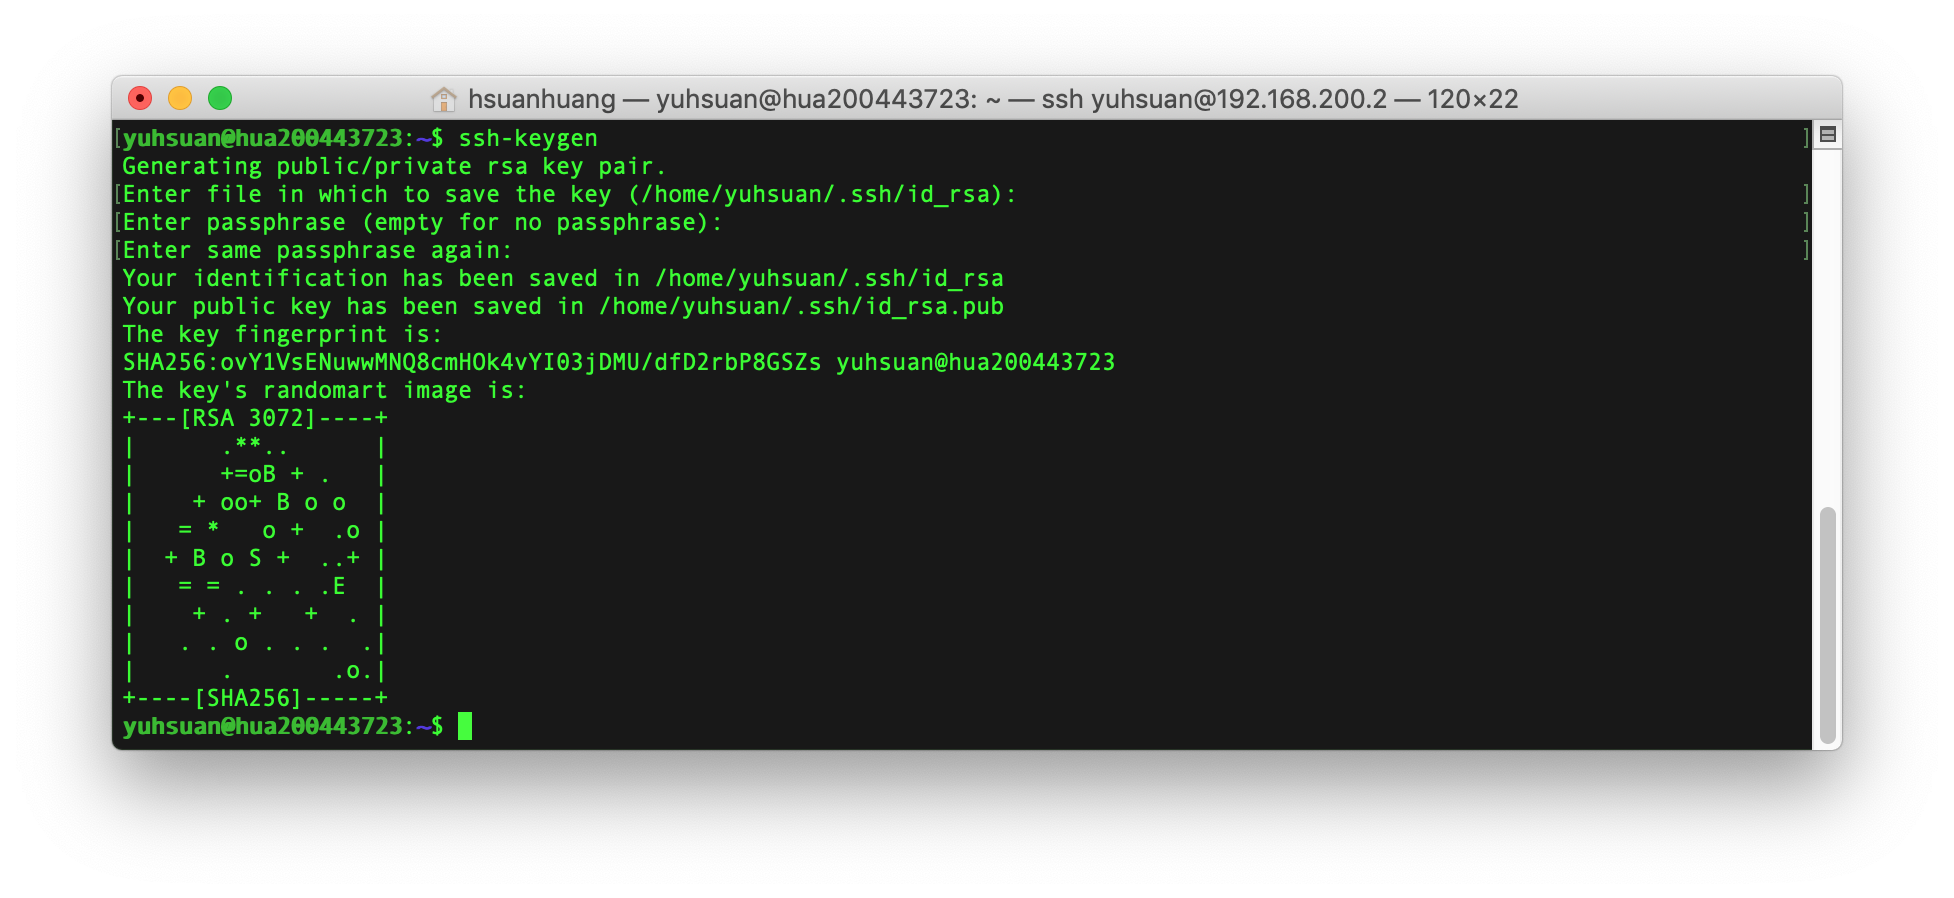 hsuanhuang — yuhsuan@hua200443723: ~ — ssh yuhsuan@192.168.200.2 — 120×22
[yuhsuan@hua200443723:~$ ssh-keygen ]
Generating public/private rsa key pair.
[Enter file in which to save the key (/home/yuhsuan/.ssh/id_rsa): ]
[Enter passphrase (empty for no passphrase): ]
[Enter same passphrase again: ]
Your identification has been saved in /home/yuhsuan/.ssh/id_rsa
Your public key has been saved in /home/yuhsuan/.ssh/id_rsa.pub
The key fingerprint is:
SHA256:ovY1VsENuwwMNQ8cmHOk4vYI03jDMU/dfD2rbP8GSZs yuhsuan@hua200443723
The key's randomart image is:
+---[RSA 3072]----+
|      .**..      |
|      +=oB + .   |
|    + oo+ B o o  |
|   = *   o +  .o |
|  + B o S +  ..+ |
|   = = . . . .E  |
|    + . +   +  . |
|   . . o . . .  .|
|      .       .o.|
+----[SHA256]-----+
yuhsuan@hua200443723:~$